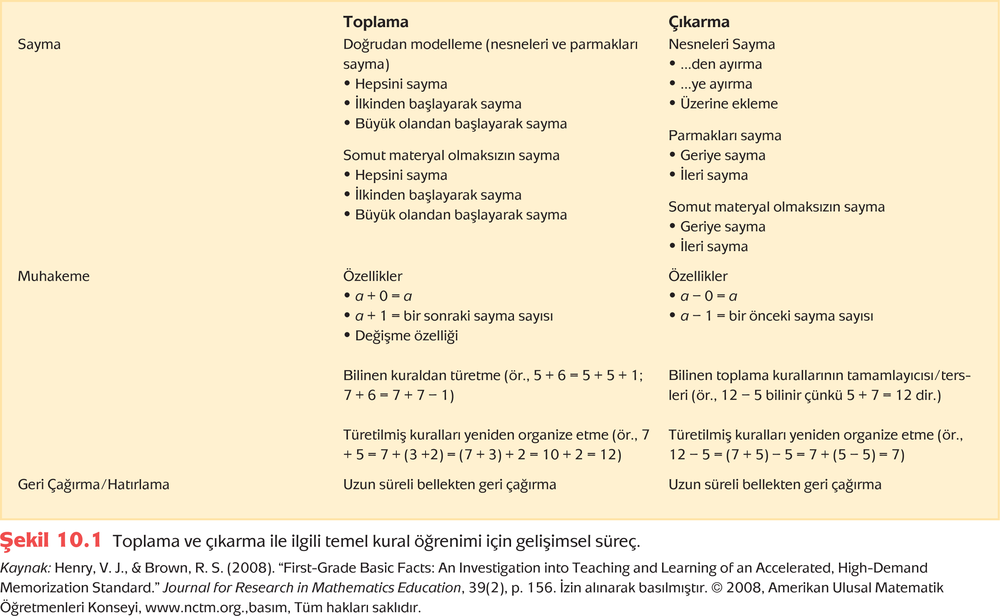 Toplama
Çıkarma
Sayma
Doğrudan modelleme (nesneleri ve parmakları
sayma)
• Hepsini sayma
• İlkinden başlayarak sayma
• Büyük olandan başlayarak sayma
Somut materyal olmaksızın sayma
• Hepsini sayma
• İlkinden başlayarak sayma
• Büyük olandan başlayarak sayma
Nesneleri Sayma
• ...den ayırma
• ...ye ayırma
• Üzerine ekleme
Parmakları sayma
• Geriye sayma
• İleri sayma
Somut materyal olmaksızın sayma
• Geriye sayma
• İleri sayma
Muhakeme
Özellikler
• a + 0 = a
• a + 1 = bir sonraki sayma sayısı
• Değişme özelliği
Bilinen kuraldan türetme (ör., 5 + 6 = 5 + 5 + 1;
7 + 6 = 7 + 7 − 1)
Türetilmiş kuralları yeniden organize etme (ör., 7
+ 5 = 7 + (3 +2) = (7 + 3) + 2 = 10 + 2 = 12)
Özellikler
• a − 0 = a
• a − 1 = bir önceki sayma sayısı
Bilinen toplama kurallarının tamamlayıcısı/ters-
leri (ör., 12 − 5 bilinir çünkü 5 + 7 = 12 dir.)
Türetilmiş kuralları yeniden organize etme (ör.,
12 − 5 = (7 + 5) − 5 = 7 + (5 − 5) = 7)
Geri Çağırma/Hatırlama
Uzun süreli bellekten geri çağırma
Uzun süreli bellekten geri çağırma
Şekil 10.1 Toplama ve çıkarma ile ilgili temel kural öğrenimi için gelişimsel süreç.
Kaynak: Henry, V. J., & Brown, R. S. (2008). “First-Grade Basic Facts: An Investigation into Teaching and Learning of an Accelerated, High-Demand
Memorization Standard.” Journal for Research in Mathematics Education, 39(2), p. 156. İzin alınarak basılmıştır. © 2008, Amerikan Ulusal Matematik
Öğretmenleri Konseyi, www.nctm.org.,basım, Tüm hakları saklıdır.